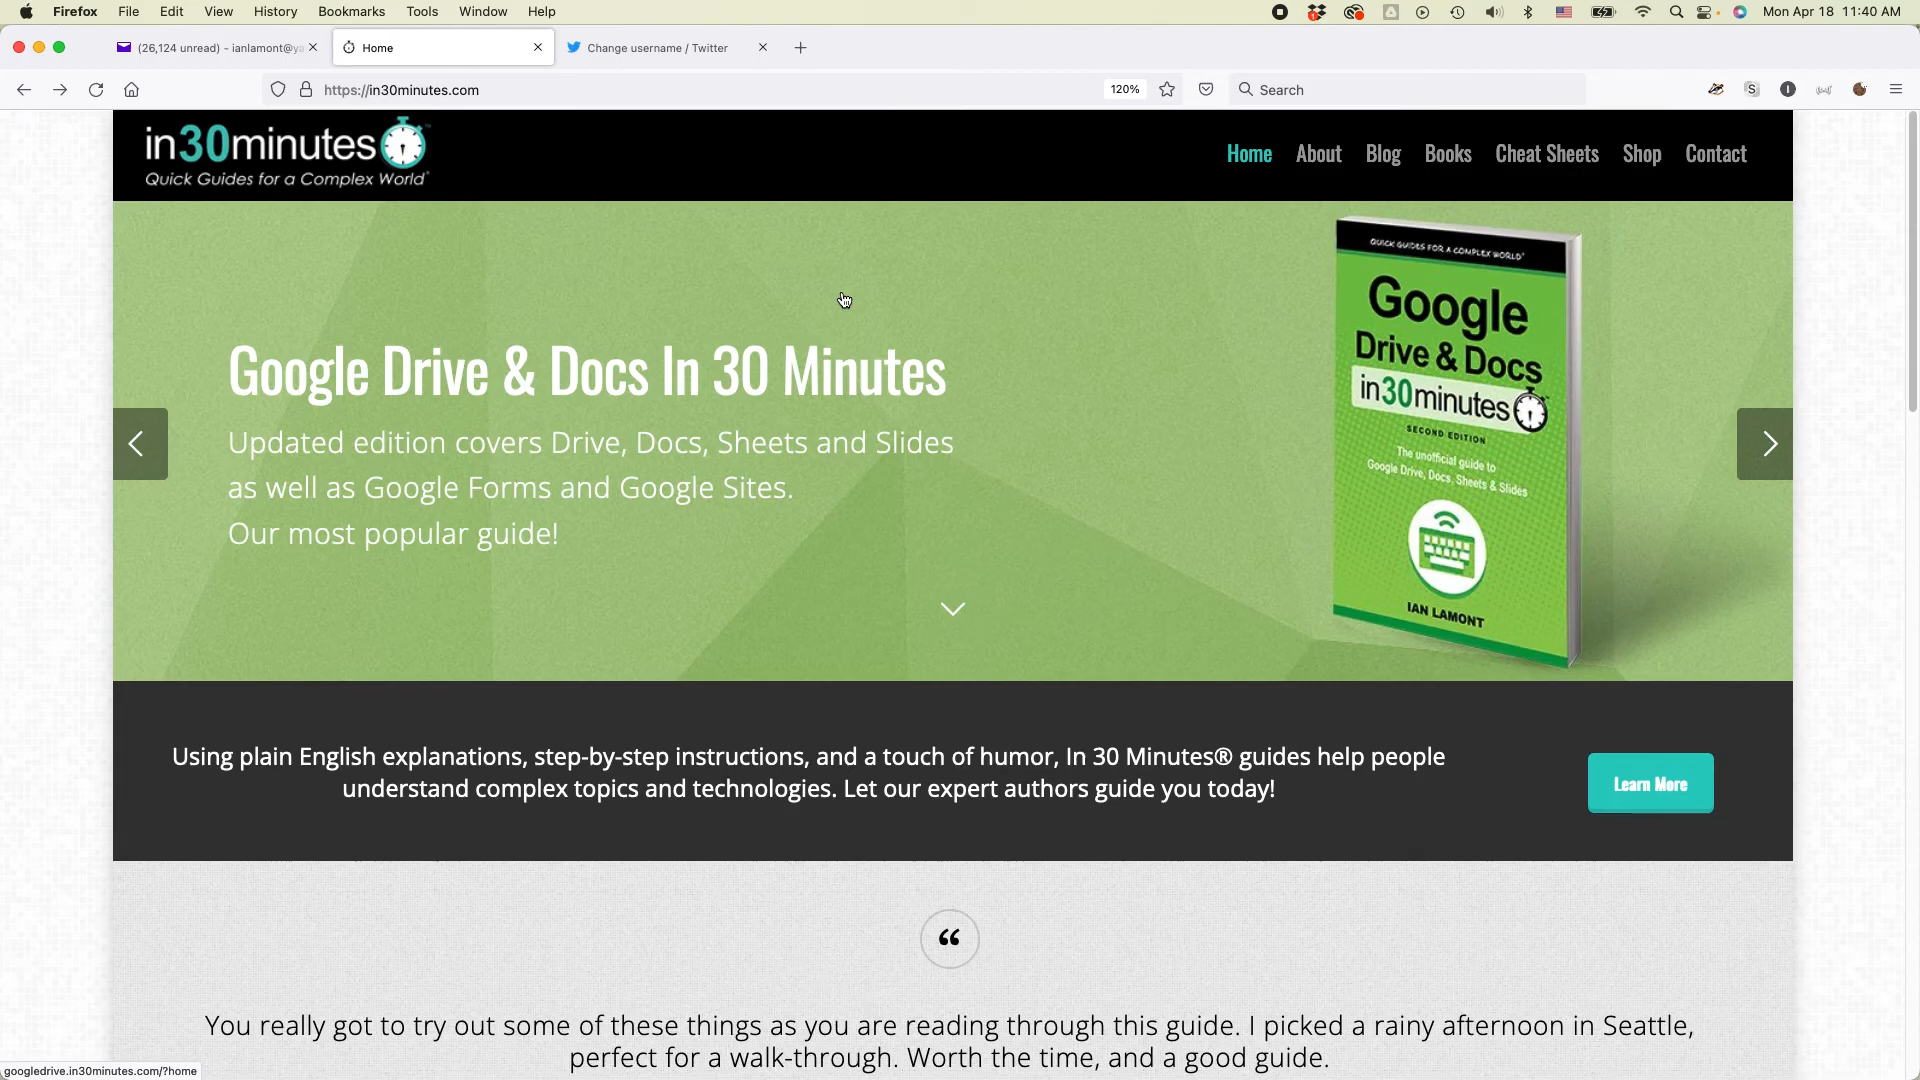 Firefox File Edit View History Bookmarks Tools Window Help Mon Apr 18 11:40 AM
(26,124 unread) - ianlamont@ya Home Change username / Twitter
https://in30minutes.com 120% Search
in30minutes
Quick Guides for a Complex World
Home About Blog Books Cheat Sheets Shop Contact
Google Drive & Docs In 30 Minutes
Updated edition covers Drive, Docs, Sheets and Slides
as well as Google Forms and Google Sites.
Our most popular guide!
QUICK GUIDES FOR A COMPLEX WORLD
Google
Drive & Docs
in30minutes
SECOND EDITION
The unofficial guide to
Google Drive, Docs, Sheets & Slides
IAN LAMONT
Using plain English explanations, step-by-step instructions, and a touch of humor, In 30 Minutes® guides help people
understand complex topics and technologies. Let our expert authors guide you today!
Learn More
“
You really got to try out some of these things as you are reading through this guide. I picked a rainy afternoon in Seattle,
perfect for a walk-through. Worth the time, and a good guide.
googledrive.in30minutes.com/?home